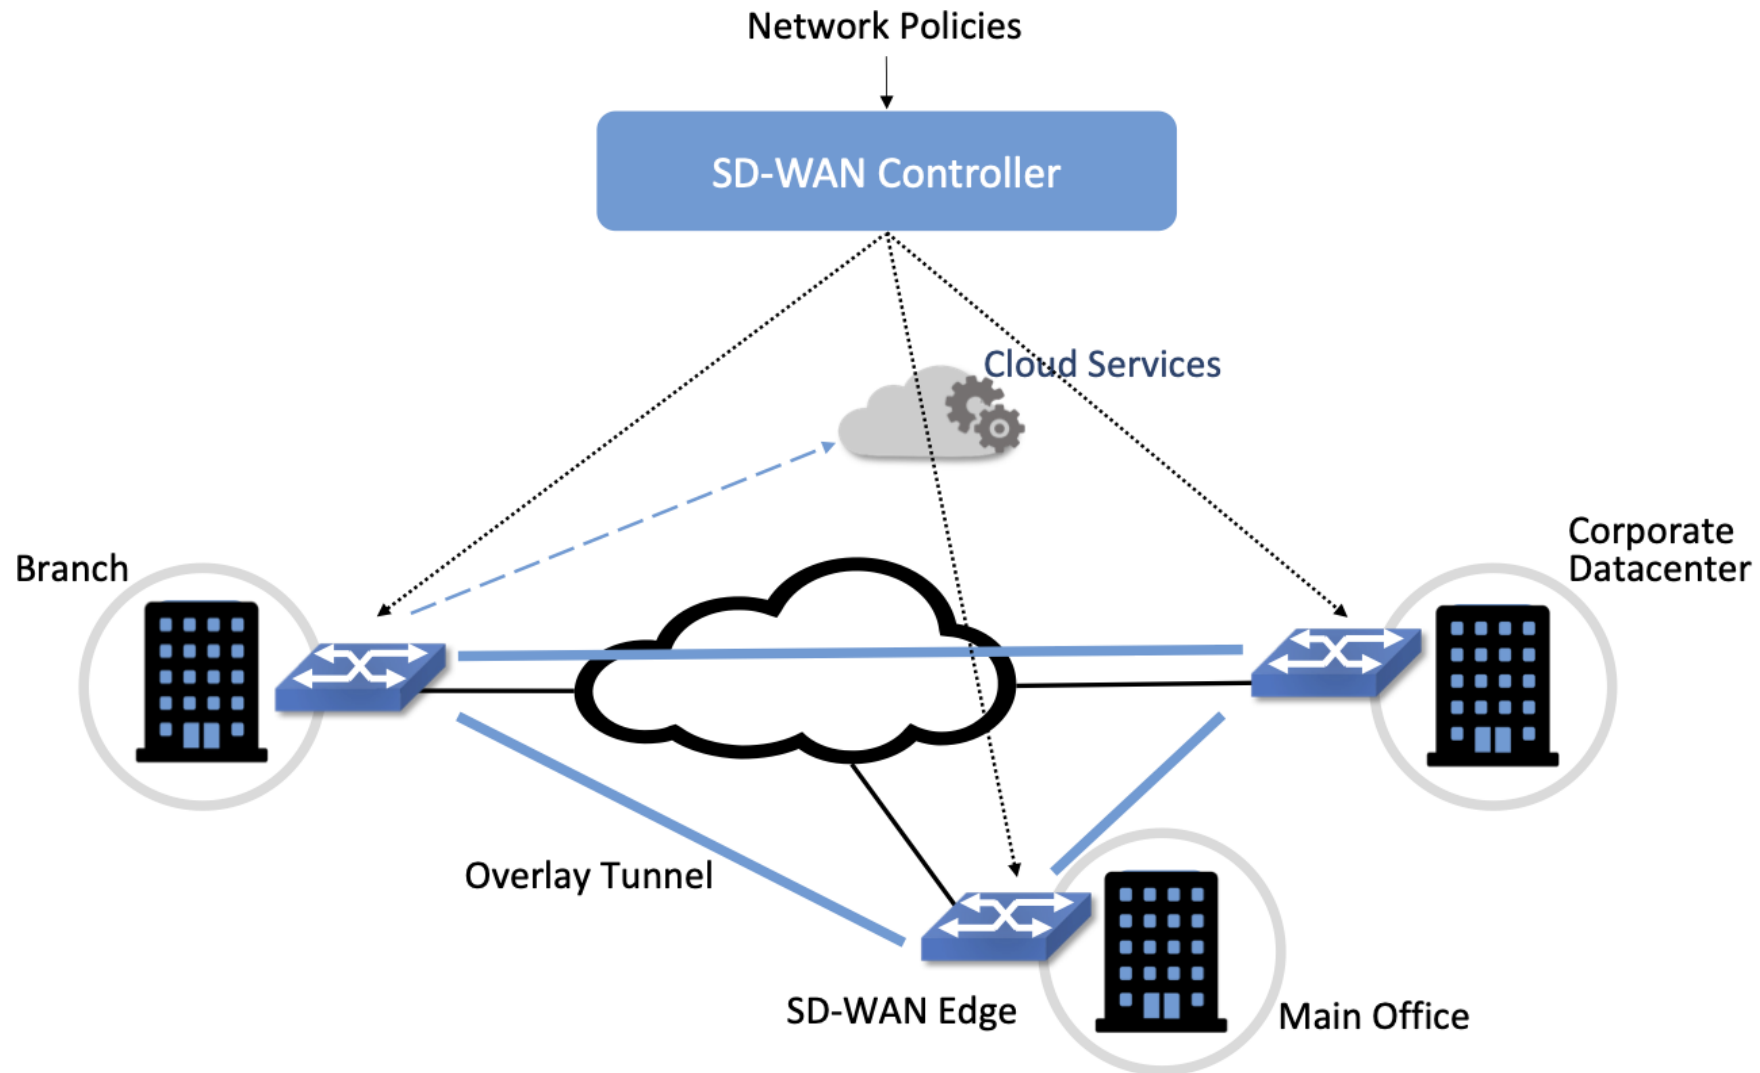 Network Policies
SD-WAN Controller
Cloud Services
Corporate
Datacenter
Branch
Overlay Tunnel
SD-WAN Edge
Main Office